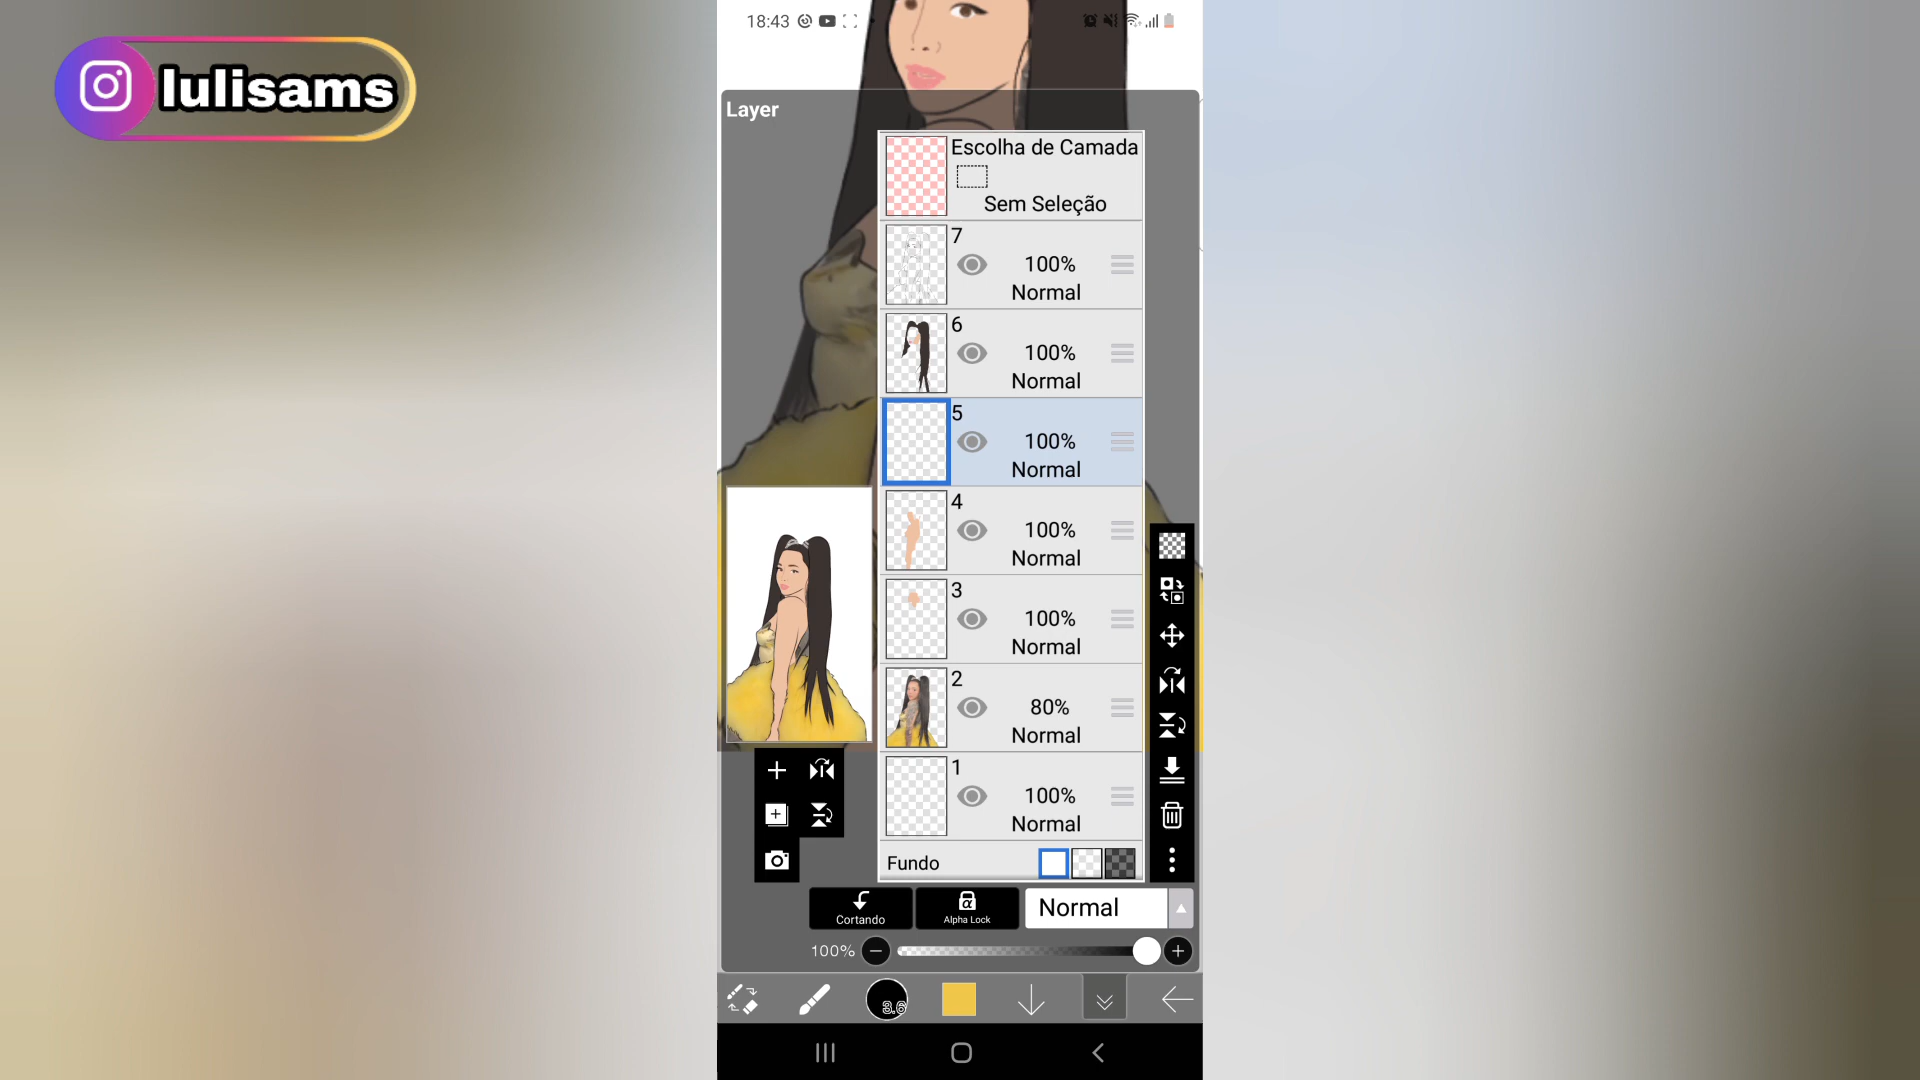 18:43
lulisams
Layer
Escolha de Camada
Sem Seleção
7
100%
Normal
6
100%
Normal
5
100%
Normal
4
100%
Normal
3
100%
Normal
2
80%
Normal
1
100%
Normal
Fundo
Cortando
α
Alpha Lock
Normal
100%
3.6